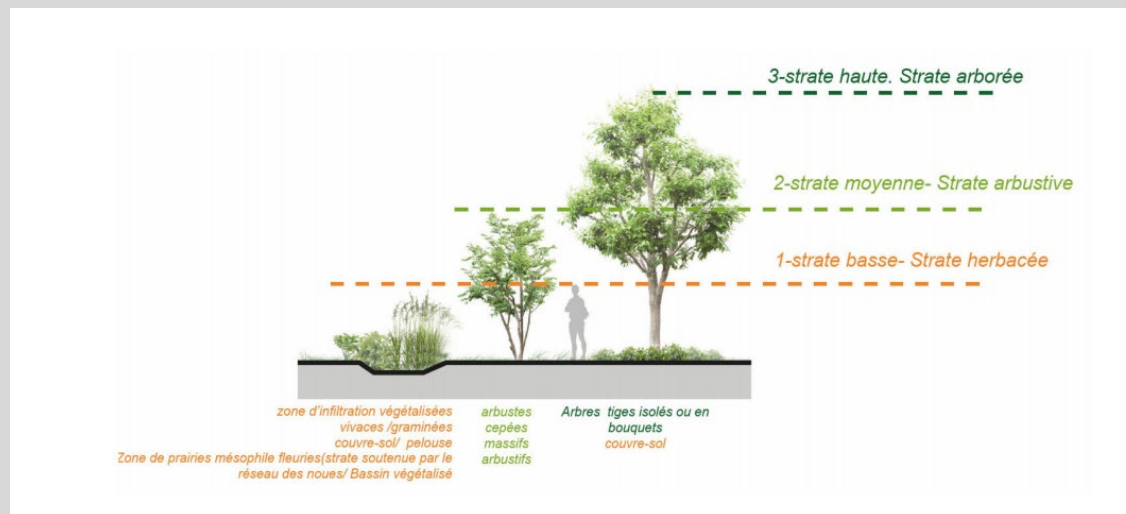 3-strate haute. Strate arborée
2-strate moyenne- Strate arbustive
1-strate basse- Strate herbacée
zone d'infiltration végétalisées
vivaces /graminées
couvre-sol/ pelouse
Zone de prairies mésophile fleuries(strate soutenue par le
réseau des noues/ Bassin végétalisé
arbustes
cepées
massifs
arbustifs
Arbres tiges isolés ou en
bouquets
couvre-sol